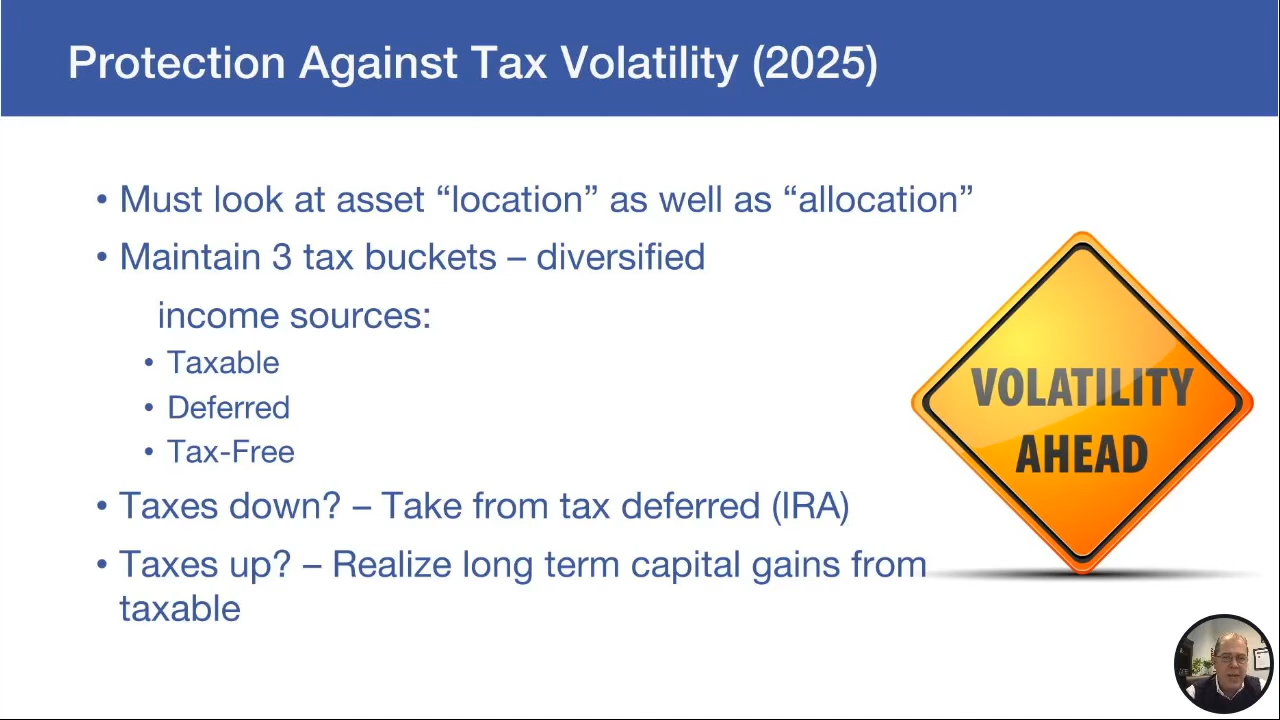 Protection Against Tax Volatility (2025)
• Must look at asset “location” as well as “allocation”
• Maintain 3 tax buckets – diversified
income sources:
• Taxable
• Deferred
• Tax-Free
• Taxes down? – Take from tax deferred (IRA)
• Taxes up? – Realize long term capital gains from
taxable
VOLATILITY
AHEAD